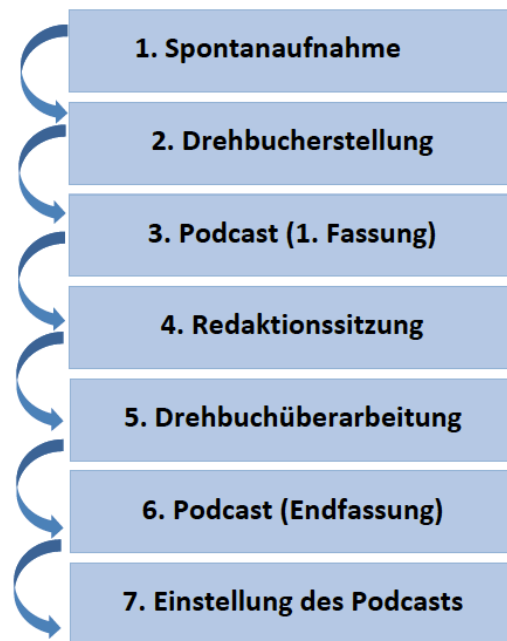 1. Spontanaufnahme
2. Drehbucherstellung
3. Podcast (1. Fassung)
4. Redaktionssitzung
5. Drehbuchüberarbeitung
6. Podcast (Endfassung)
7. Einstellung des Podcasts